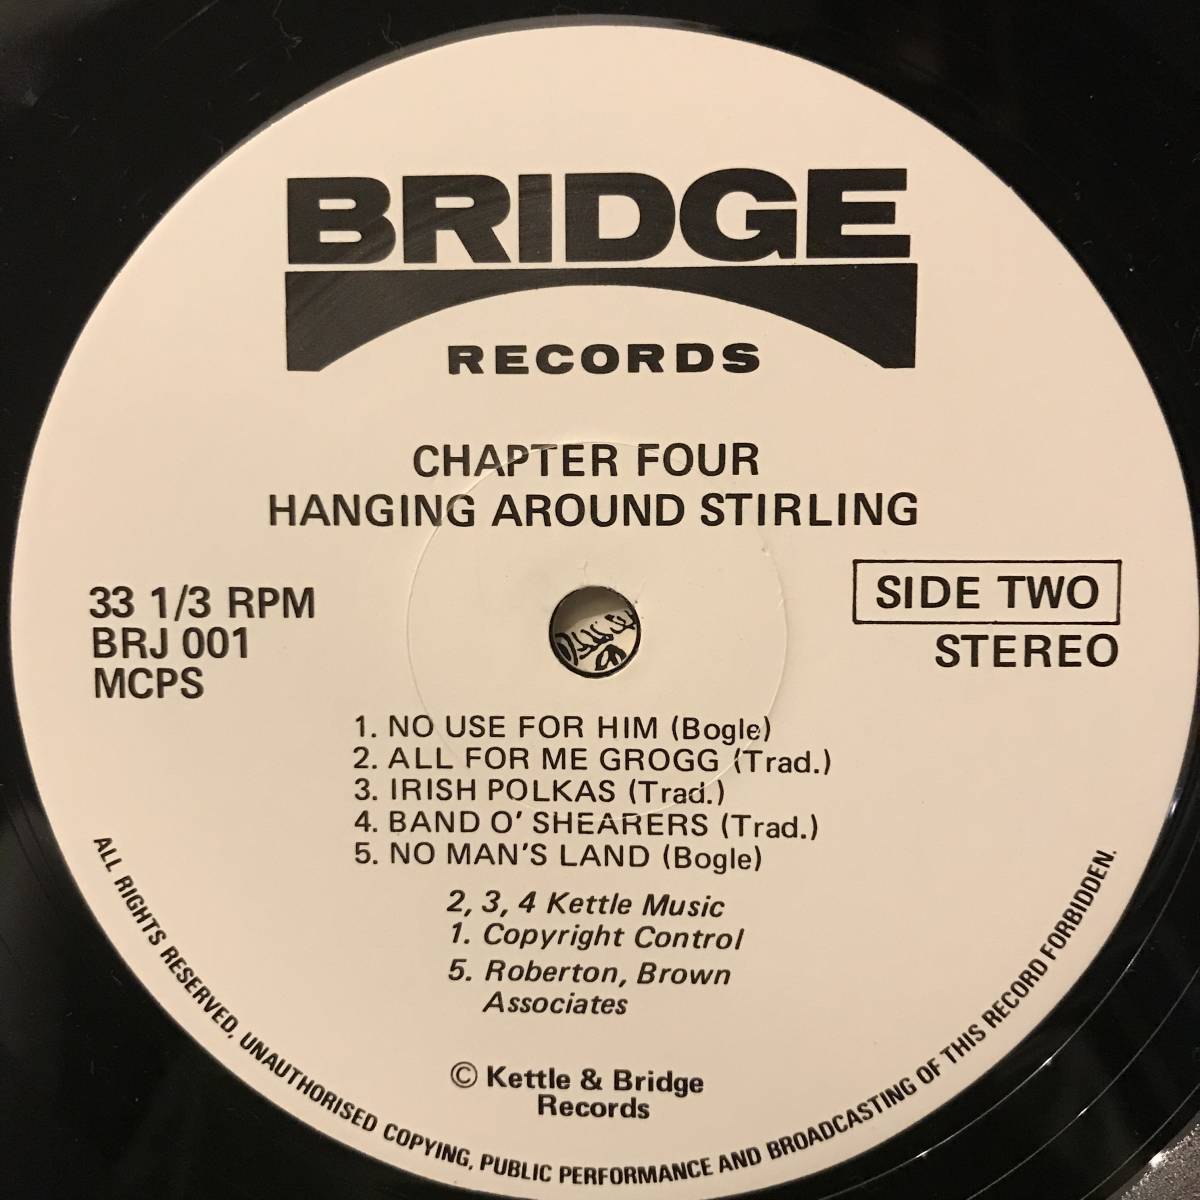 BRIDGE
RECORDS
CHAPTER FOUR
HANGING AROUND STIRLING
33 1/3 RPM
BRJ 001
MCPS
SIDE TWO
STEREO
1. NO USE FOR HIM (Bogle)
2. ALL FOR ME GROGG (Trad.)
3. IRISH POLKAS (Trad.)
4. BAND O' SHEARERS (Trad.)
5. NO MAN'S LAND (Bogle)
2, 3, 4 Kettle Music
1. Copyright Control
5. Roberton, Brown
Associates
© Kettle & Bridge
Records
ALL RIGHTS RESERVED, UNAUTHORISED COPYING, PUBLIC PERFORMANCE AND BROADCASTING OF THIS RECORD FORBIDDEN.